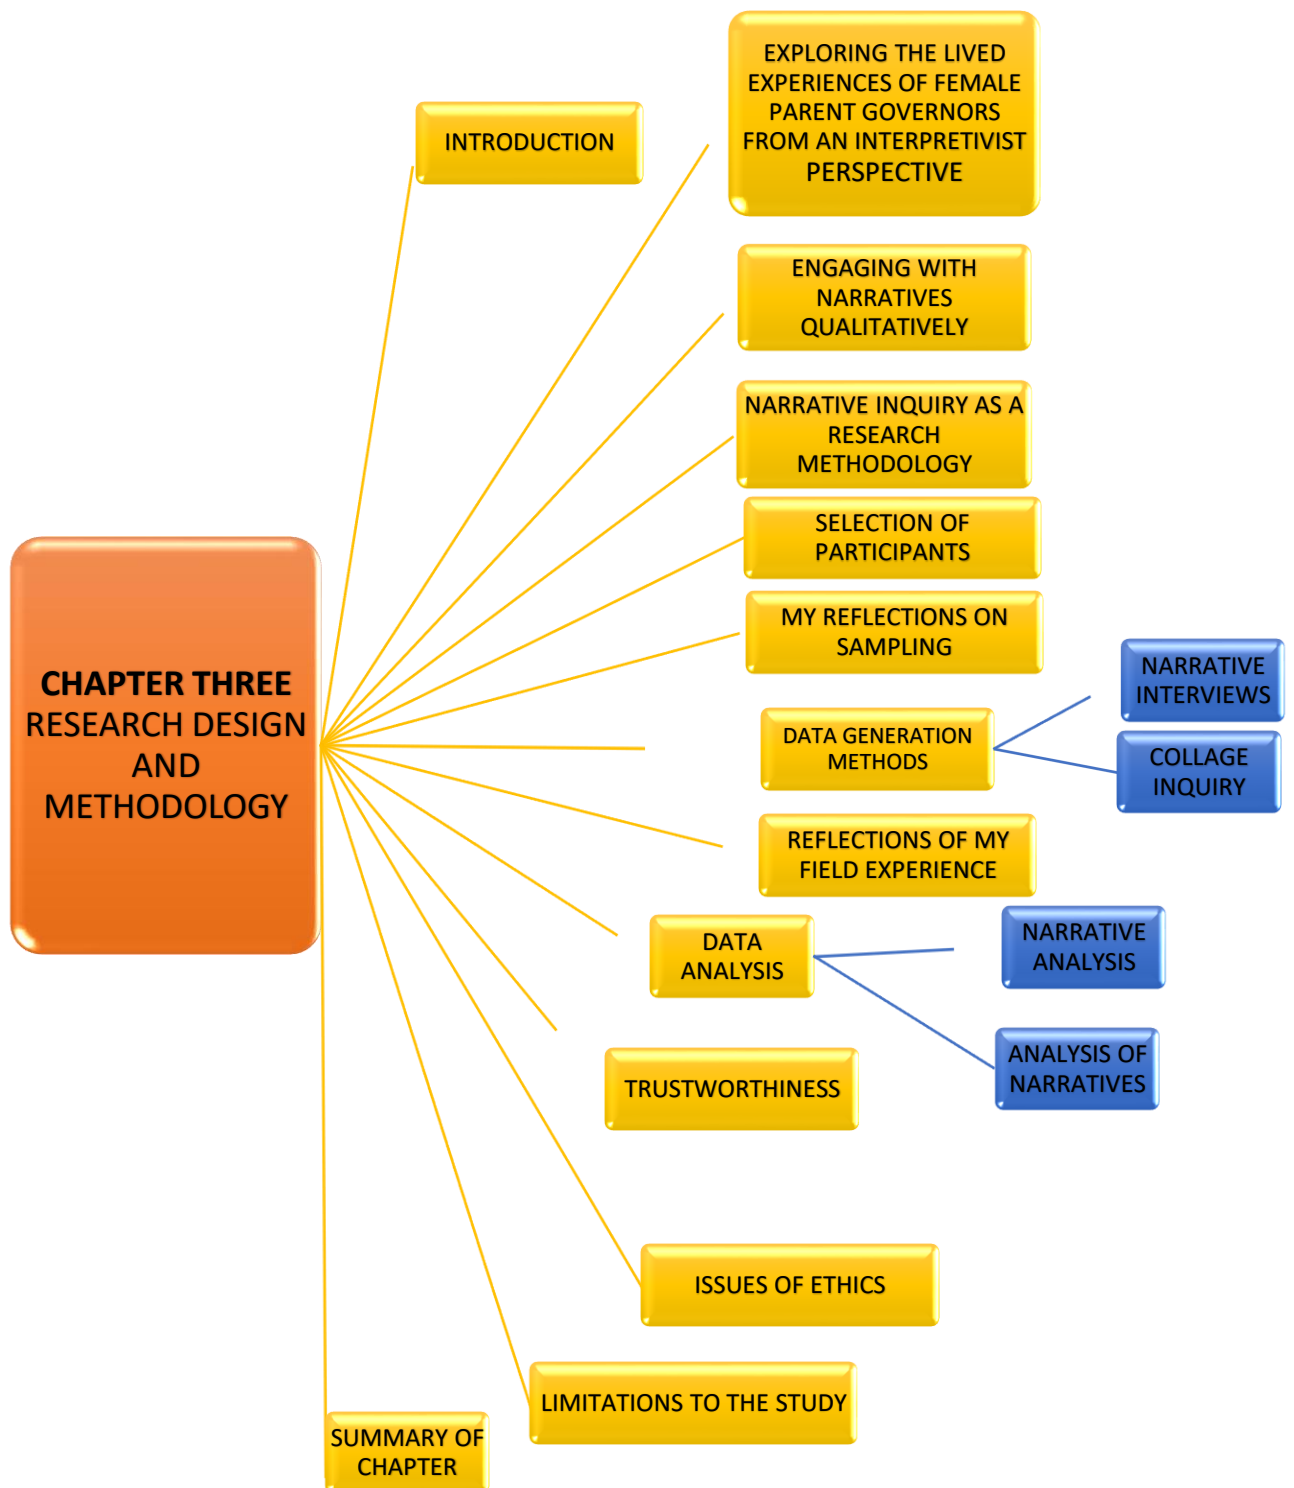 INTRODUCTION
EXPLORING THE LIVED
EXPERIENCES OF FEMALE
PARENT GOVERNORS
FROM AN INTERPRETIVIST
PERSPECTIVE
ENGAGING WITH
NARRATIVES
QUALITATIVELY
NARRATIVE INQUIRY AS A
RESEARCH
METHODOLOGY
SELECTION OF
PARTICIPANTS
MY REFLECTIONS ON
SAMPLING
CHAPTER THREE
RESEARCH DESIGN
AND
METHODOLOGY
DATA GENERATION
METHODS
NARRATIVE
INTERVIEWS
COLLAGE
INQUIRY
REFLECTIONS OF MY
FIELD EXPERIENCE
DATA
ANALYSIS
NARRATIVE
ANALYSIS
ANALYSIS OF
NARRATIVES
TRUSTWORTHINESS
ISSUES OF ETHICS
LIMITATIONS TO THE STUDY
SUMMARY OF
CHAPTER